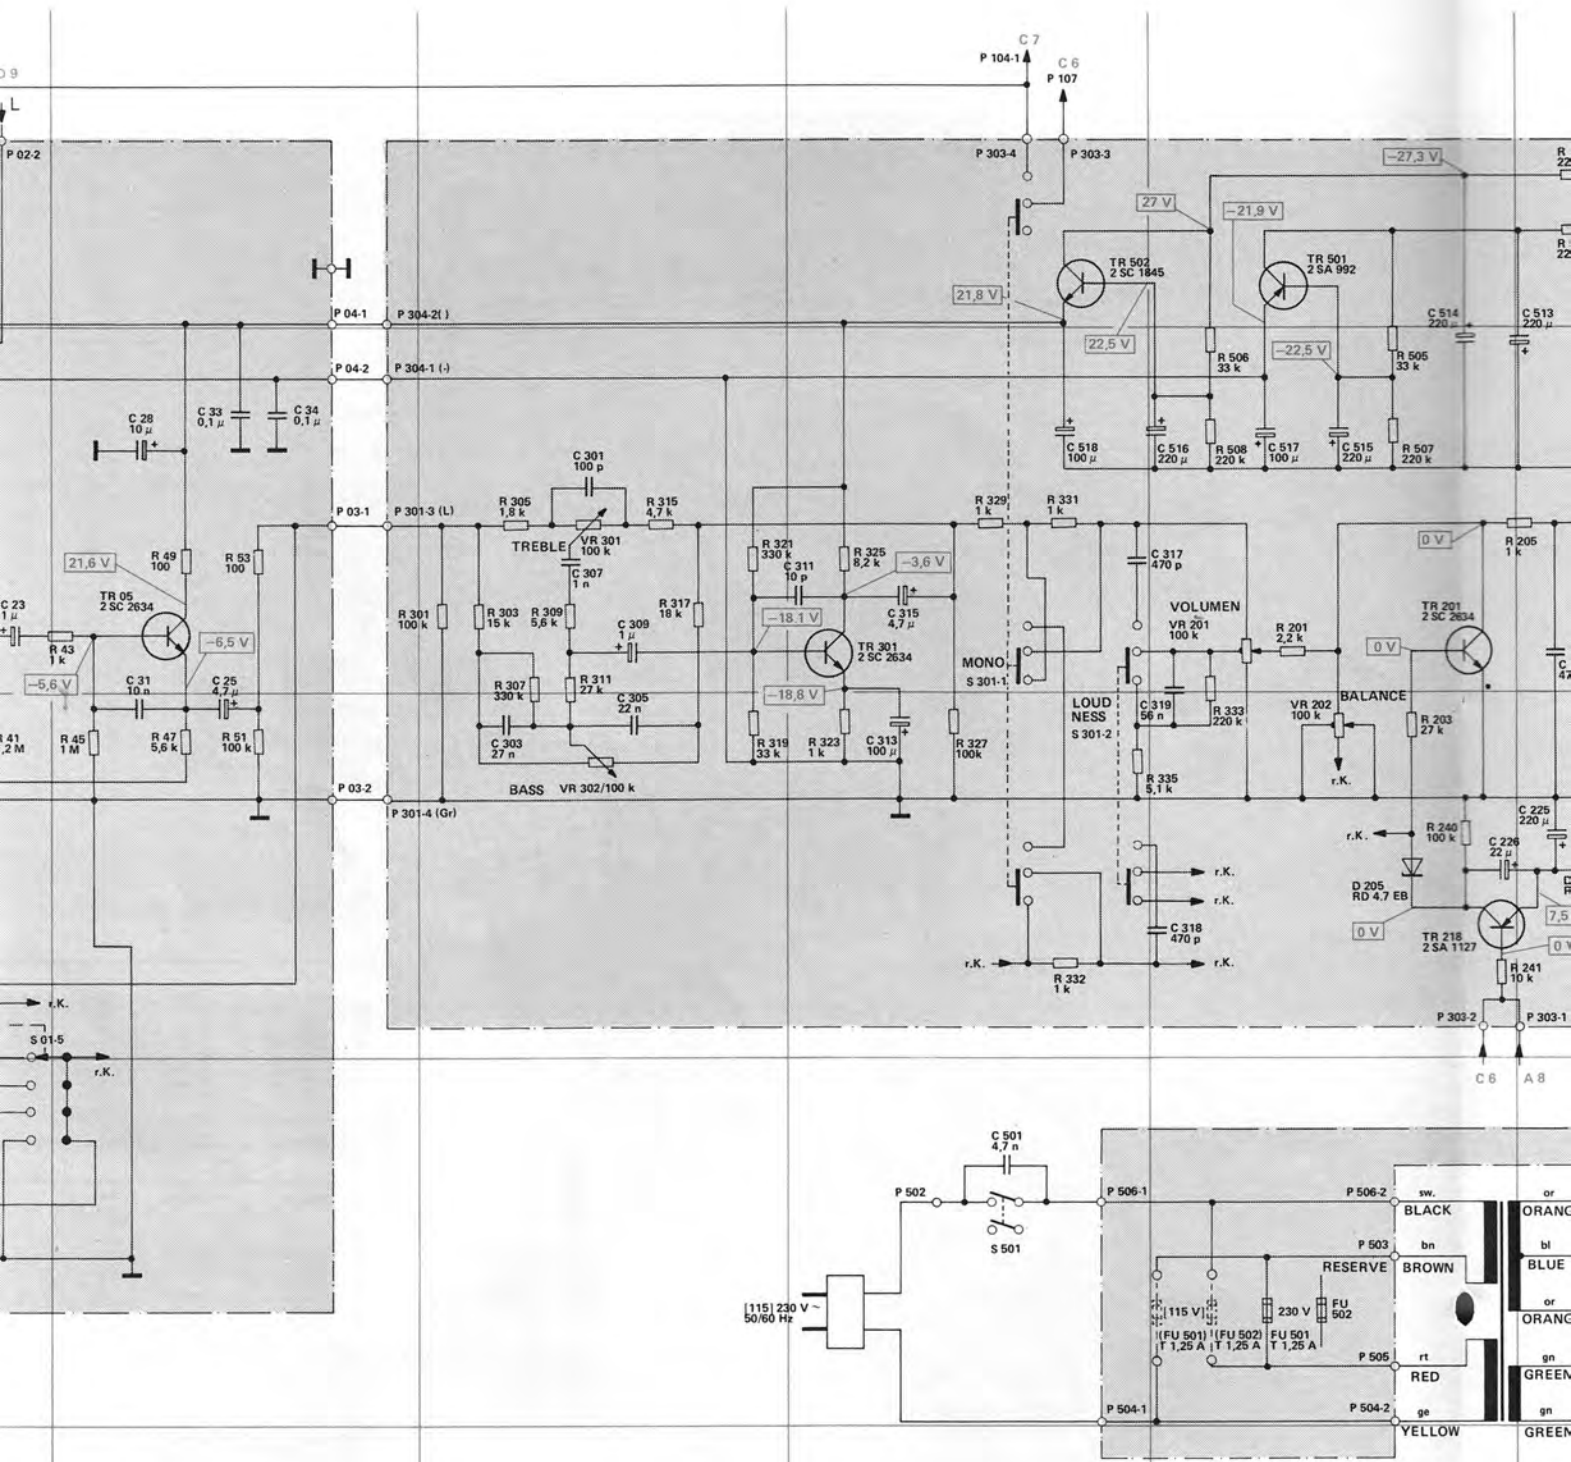 C 7
P 104-1
C 6
P 107
D 9
L
P 02-2
P 303-4
P 303-3
-27,3 V
R
22
27 V
-21,9 V
R
22
TR 502
2 SC 1845
TR 501
2 SA 992
21,8 V
P 04-1
P 304-2( )
C 514
220 µ
C 513
220 µ
22,5 V
-22,5 V
R 506
33 k
R 505
33 k
P 04-2
P 304-1 (-)
C 28
10 µ
C 33
0,1 µ
C 34
0,1 µ
C 518
100 µ
C 516
220 µ
R 508
220 k
C 517
100 µ
C 515
220 µ
R 507
220 k
C 301
100 p
R 305
1,8 k
R 315
4,7 k
R 329
1 k
R 331
1 k
P 03-1
P 301-3 (L)
TREBLE
VR 301
100 k
R 321
330 k
R 325
8,2 k
-3,6 V
C 317
470 p
0 V
R 205
1 k
21,6 V
R 49
100
R 53
100
C 307
1 n
C 311
10 p
TR 05
2 SC 2634
C 23
1 µ
R 301
100 k
R 303
15 k
R 309
5,6 k
R 317
18 k
C 309
1 µ
-18.1 V
C 315
4,7 µ
VOLUMEN
VR 201
100 k
R 201
2,2 k
TR 201
2 SC 2634
0 V
R 43
1 k
-6,5 V
TR 301
2 SC 2634
MONO
S 301-1
-5,6 V
C 31
10 n
C 25
4,7 µ
R 307
330 k
R 311
27 k
C 305
22 n
-18,8 V
LOUD
NESS
S 301-2
C 319
56 n
R 333
220 k
BALANCE
VR 202
100 k
R 203
27 k
C
47
R 41
,2 M
R 45
1 M
R 47
5,6 k
R 51
100 k
C 303
27 n
R 319
33 k
R 323
1 k
C 313
100 µ
R 327
100k
R 335
5,1 k
r.K.
P 03-2
BASS
VR 302/100 k
P 301-4 (Gr)
r.K.
R 240
100 k
C 225
220 µ
C 226
22 µ
r.K.
r.K.
D 205
RD 4,7 EB
0 V
7,5
TR 218
2 SA 1127
0 V
C 318
470 p
r.K.
r.K.
R 332
1 k
R 241
10 k
r.K.
S 01-5
r.K.
P 303-2
P 303-1
C 6
A 8
C 501
4,7 n
P 502
S 501
P 506-1
P 506-2
sw.
BLACK
or
ORANG
P 503
RESERVE
bn
BROWN
bl
BLUE
[115] 230 V ~
50/60 Hz
[115 V]
230 V
FU
502
(FU 501)
T 1,25 A
(FU 502)
T 1,25 A
FU 501
T 1,25 A
or
ORANG
P 505
rt
RED
gn
GREEN
P 504-1
P 504-2
ge
YELLOW
gn
GREEN